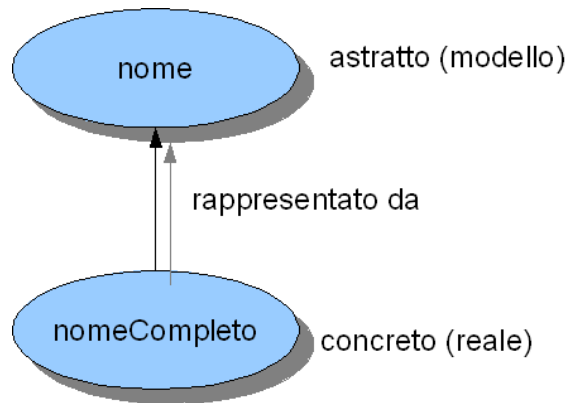 nome
astratto (modello)
rappresentato da
nomeCompleto
concreto (reale)